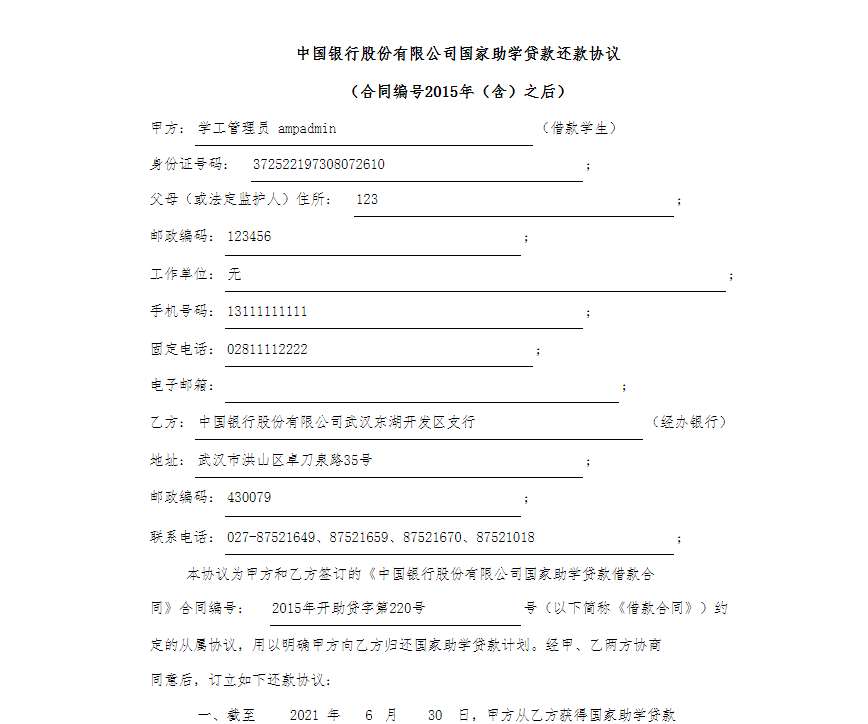 中国银行股份有限公司国家助学贷款还款协议
（合同编号2015年（含）之后）
甲方： 学工管理员 ampadmin （借款学生）
身份证号码： 372522197308072610 ；
父母（或法定监护人）住所： 123 ；
邮政编码： 123456 ；
工作单位： 无 ；
手机号码： 13111111111 ；
固定电话： 02811112222 ；
电子邮箱： ；
乙方： 中国银行股份有限公司武汉东湖开发区支行 （经办银行）
地址： 武汉市洪山区卓刀泉路35号 ；
邮政编码： 430079 ；
联系电话： 027-87521649、87521659、87521670、87521018 ；
本协议为甲方和乙方签订的《中国银行股份有限公司国家助学贷款借款合
同》合同编号： 2015年开助贷字第220号 号（以下简称《借款合同》）约
定的从属协议，用以明确甲方向乙方归还国家助学贷款计划。经甲、乙两方协商
同意后，订立如下还款协议：
一、截至 2021 年 6 月 30 日，甲方从乙方获得国家助学贷款